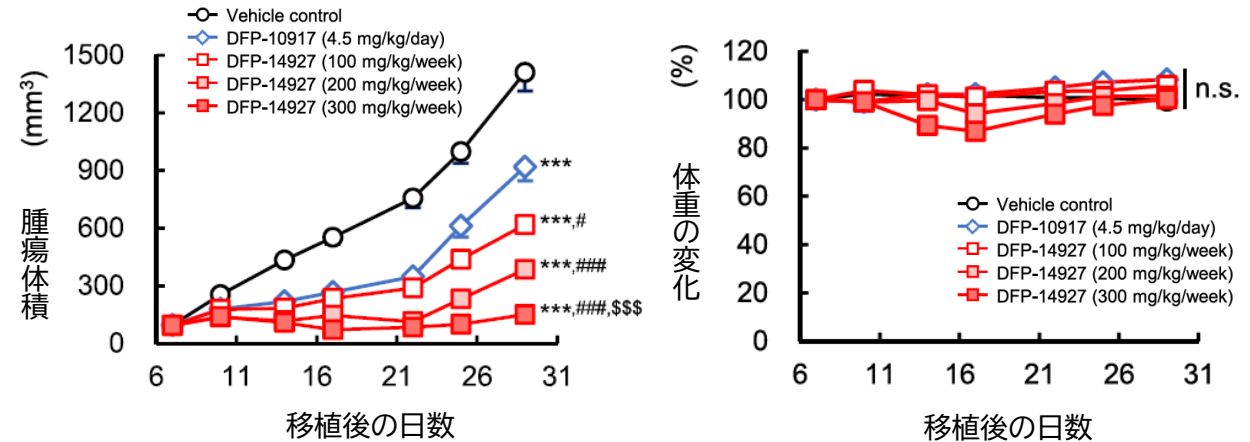 Vehicle control
DFP-10917 (4.5 mg/kg/day)
DFP-14927 (100 mg/kg/week)
DFP-14927 (200 mg/kg/week)
DFP-14927 (300 mg/kg/week)
腫瘍体積 (mm³)
1500
1200
900
600
300
0
***
***,#
***,###
***,###,$$$
6 11 16 21 26 31
移植後の日数
体重の変化 (%)
120
100
80
60
40
20
0
n.s.
Vehicle control
DFP-10917 (4.5 mg/kg/day)
DFP-14927 (100 mg/kg/week)
DFP-14927 (200 mg/kg/week)
DFP-14927 (300 mg/kg/week)
6 11 16 21 26 31
移植後の日数